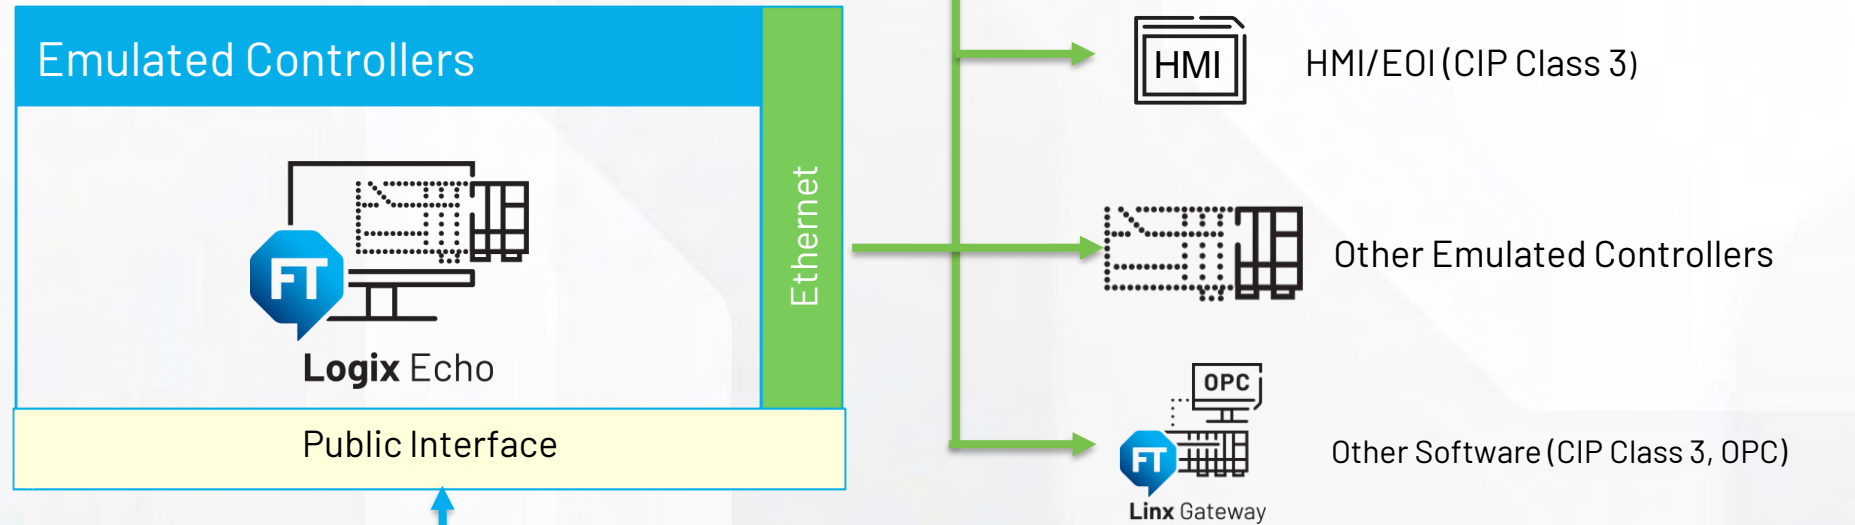 Emulated Controllers
FT
Logix Echo
Ethernet
Public Interface
HMI
HMI/EOI (CIP Class 3)
Other Emulated Controllers
OPC
FT
Linx Gateway
Other Software (CIP Class 3, OPC)